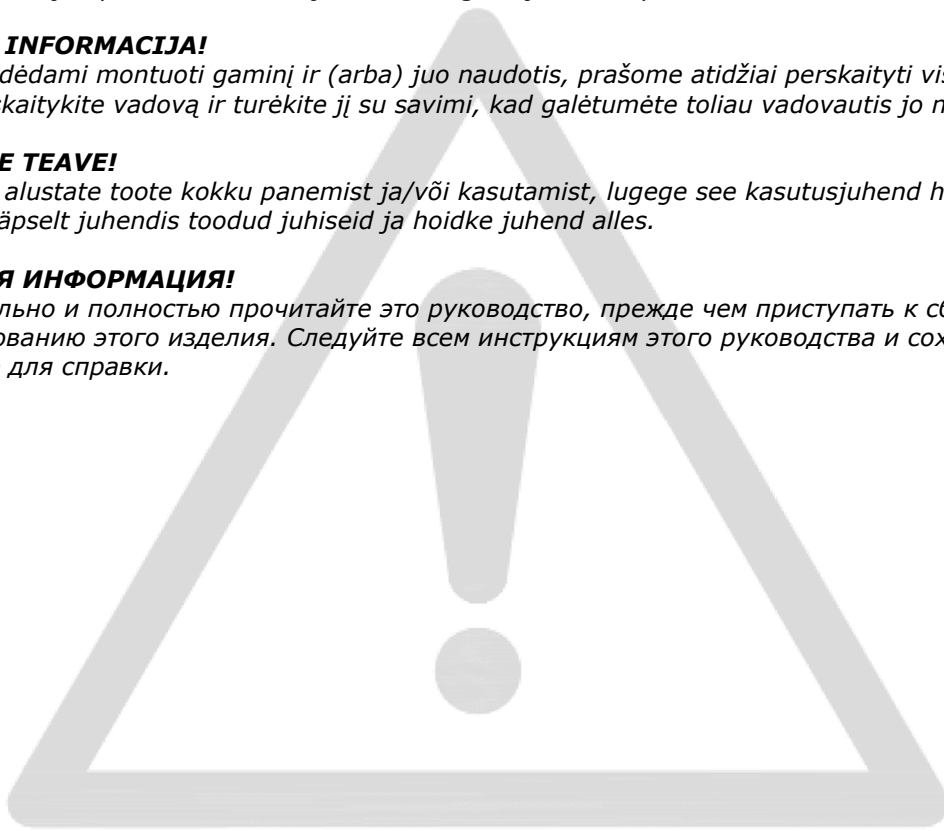 INFORMACIJA!
dėdami montuoti gaminį ir (arba) juo naudotis, prašome atidžiai perskaityti vis
skaitykite vadovą ir turėkite jį su savimi, kad galėtumėte toliau vadovautis jo n
E TEAVE!
alustate toote kokku panemist ja/või kasutamist, lugege see kasutusjuhend h
äpselt juhendis toodud juhiseid ja hoidke juhend alles.
Я ИНФОРМАЦИЯ!
льно и полностью прочитайте это руководство, прежде чем приступать к сб
ованию этого изделия. Следуйте всем инструкциям этого руководства и сох
для справки.